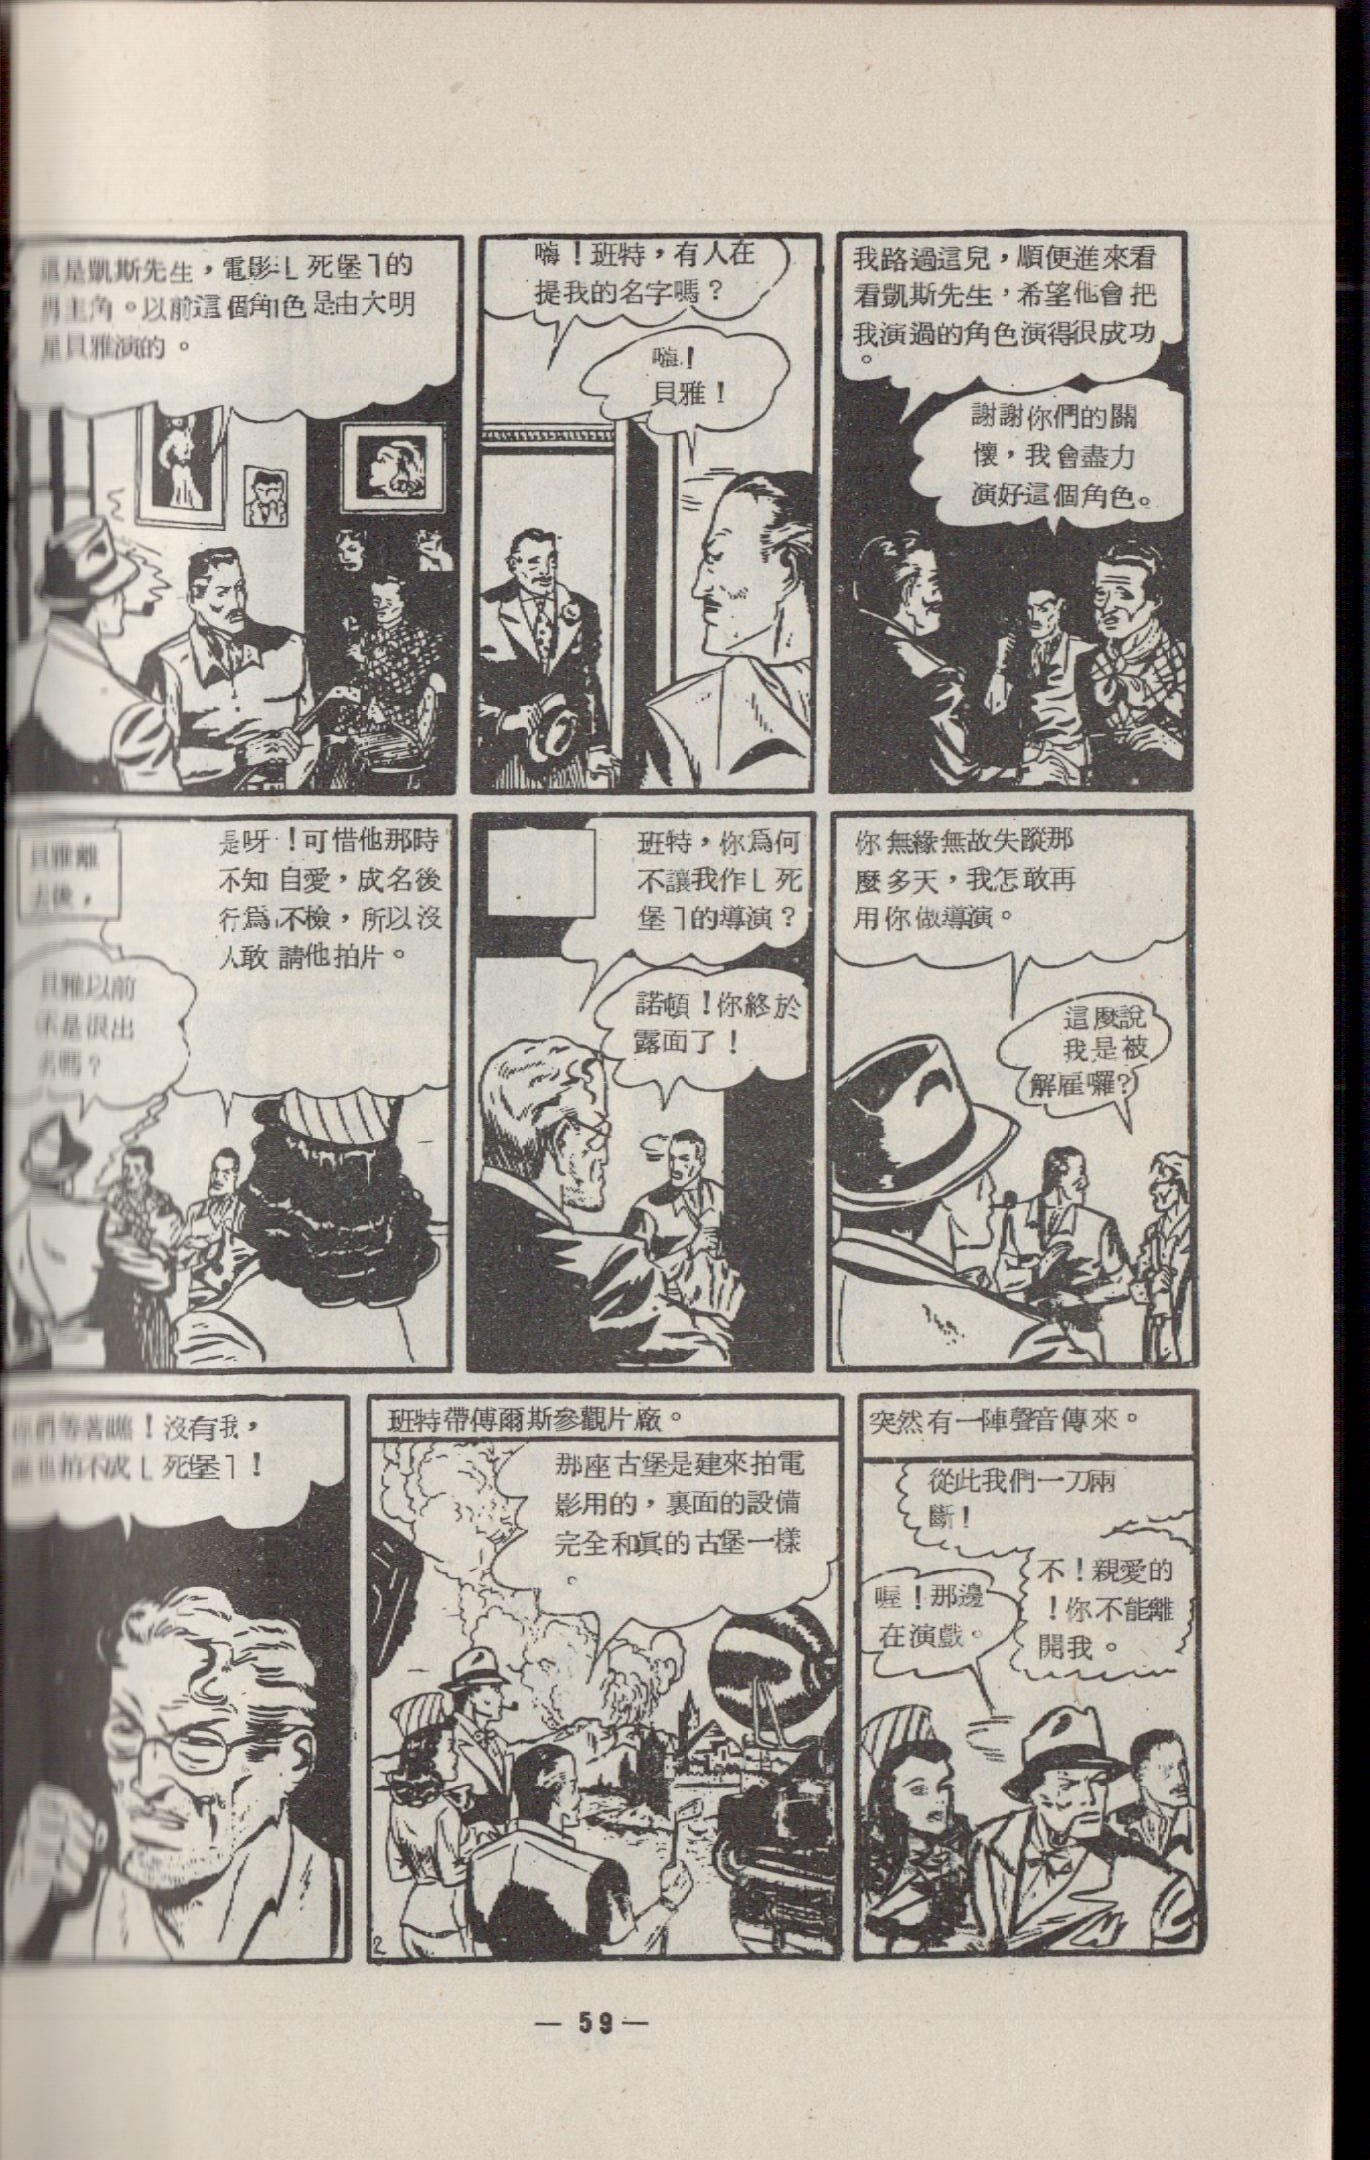 這是凱斯先生，電影└死堡┐的
男主角。以前這個角色是由大明
星貝雅演的。
嗨！班特，有人在
提我的名字嗎？
嗨！
貝雅！
我路過這兒，順便進來看
看凱斯先生，希望他會把
我演過的角色演得很成功
。
謝謝你們的關
懷，我會盡力
演好這個角色。
貝雅離
去後，
貝雅以前
不是很出
名嗎？
是呀！可惜他那時
不知自愛，成名後
行為不檢，所以沒
人敢請他拍片。
班特，你爲何
不讓我作└死
堡┐的導演？
諾頓！你終於
露面了！
你無緣無故失蹤那
麼多天，我怎敢再
用你做導演。
這麼說
我是被
解雇囉？
你們等著瞧！沒有我，
誰也拍不成└死堡┐！
班特帶傅爾斯參觀片廠。
那座古堡是建來拍電
影用的，裏面的設備
完全和眞的古堡一樣
。
突然有一陣聲音傳來。
從此我們一刀兩
斷！
不！親愛的
！你不能離
開我。
喔！那邊
在演戲。
2
— 59 —